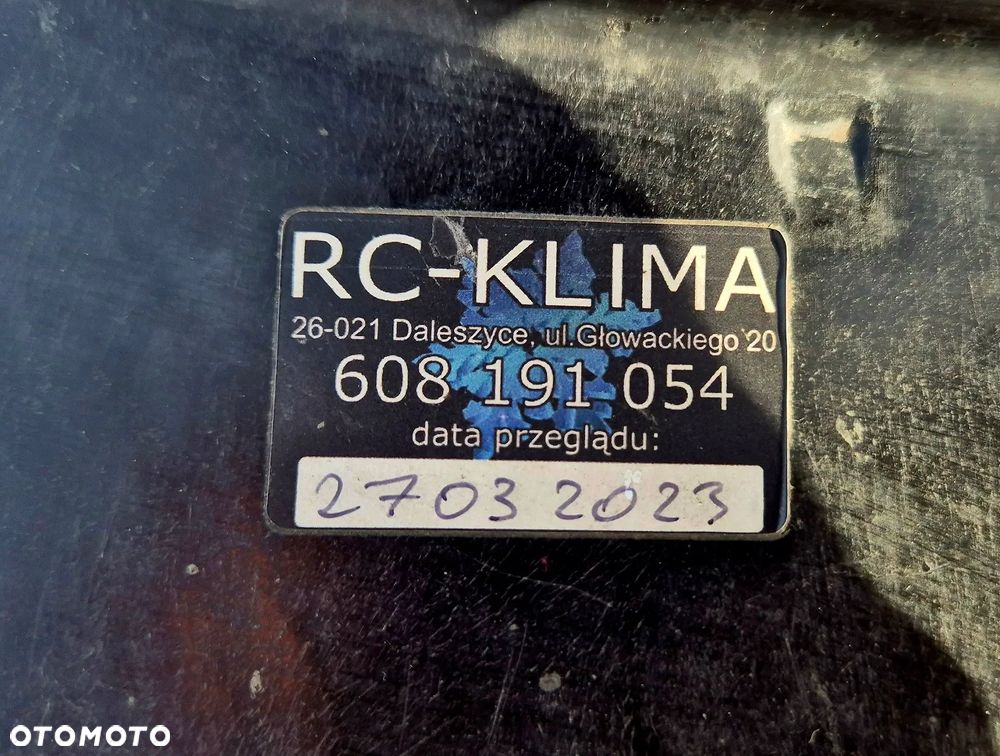 RC-KLIMA
26-021 Daleszyce, ul.Głowackiego 20
608 191 054
data przeglądu:
27 03 2023
OTOMOTO